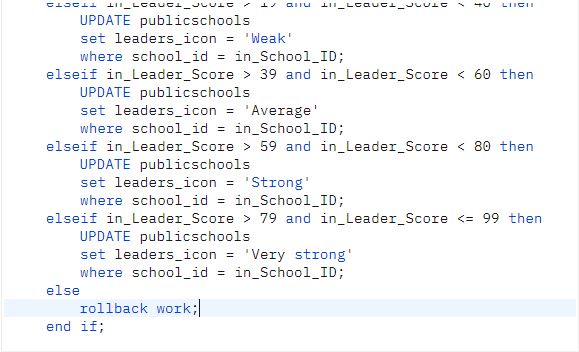 elseif in_Leader_Score > 19 and in_Leader_Score < 40 then
UPDATE publicschools
set leaders_icon = 'Weak'
where school_id = in_School_ID;
elseif in_Leader_Score > 39 and in_Leader_Score < 60 then
UPDATE publicschools
set leaders_icon = 'Average'
where school_id = in_School_ID;
elseif in_Leader_Score > 59 and in_Leader_Score < 80 then
UPDATE publicschools
set leaders_icon = 'Strong'
where school_id = in_School_ID;
elseif in_Leader_Score > 79 and in_Leader_Score <= 99 then
UPDATE publicschools
set leaders_icon = 'Very strong'
where school_id = in_School_ID;
else
rollback work;
end if;